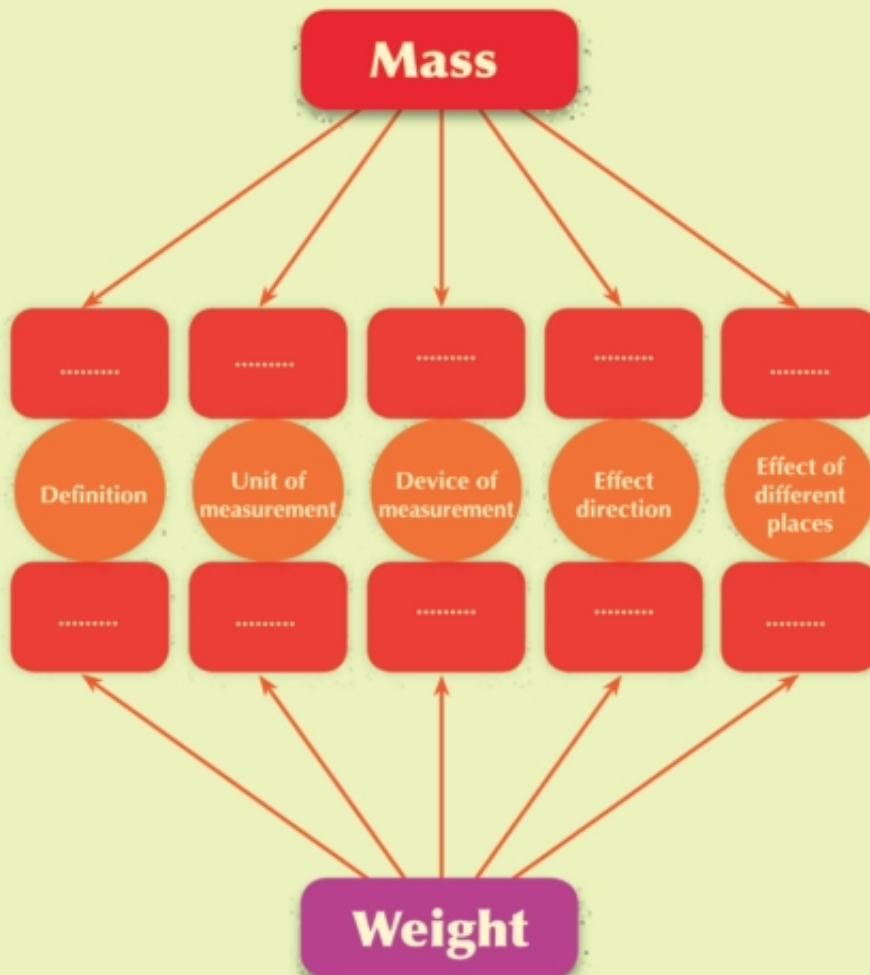 Mass
.........
.........
.........
.........
.........
Definition
Unit of
measurement
Device of
measurement
Effect
direction
Effect of
different
places
.........
.........
.........
.........
.........
Weight